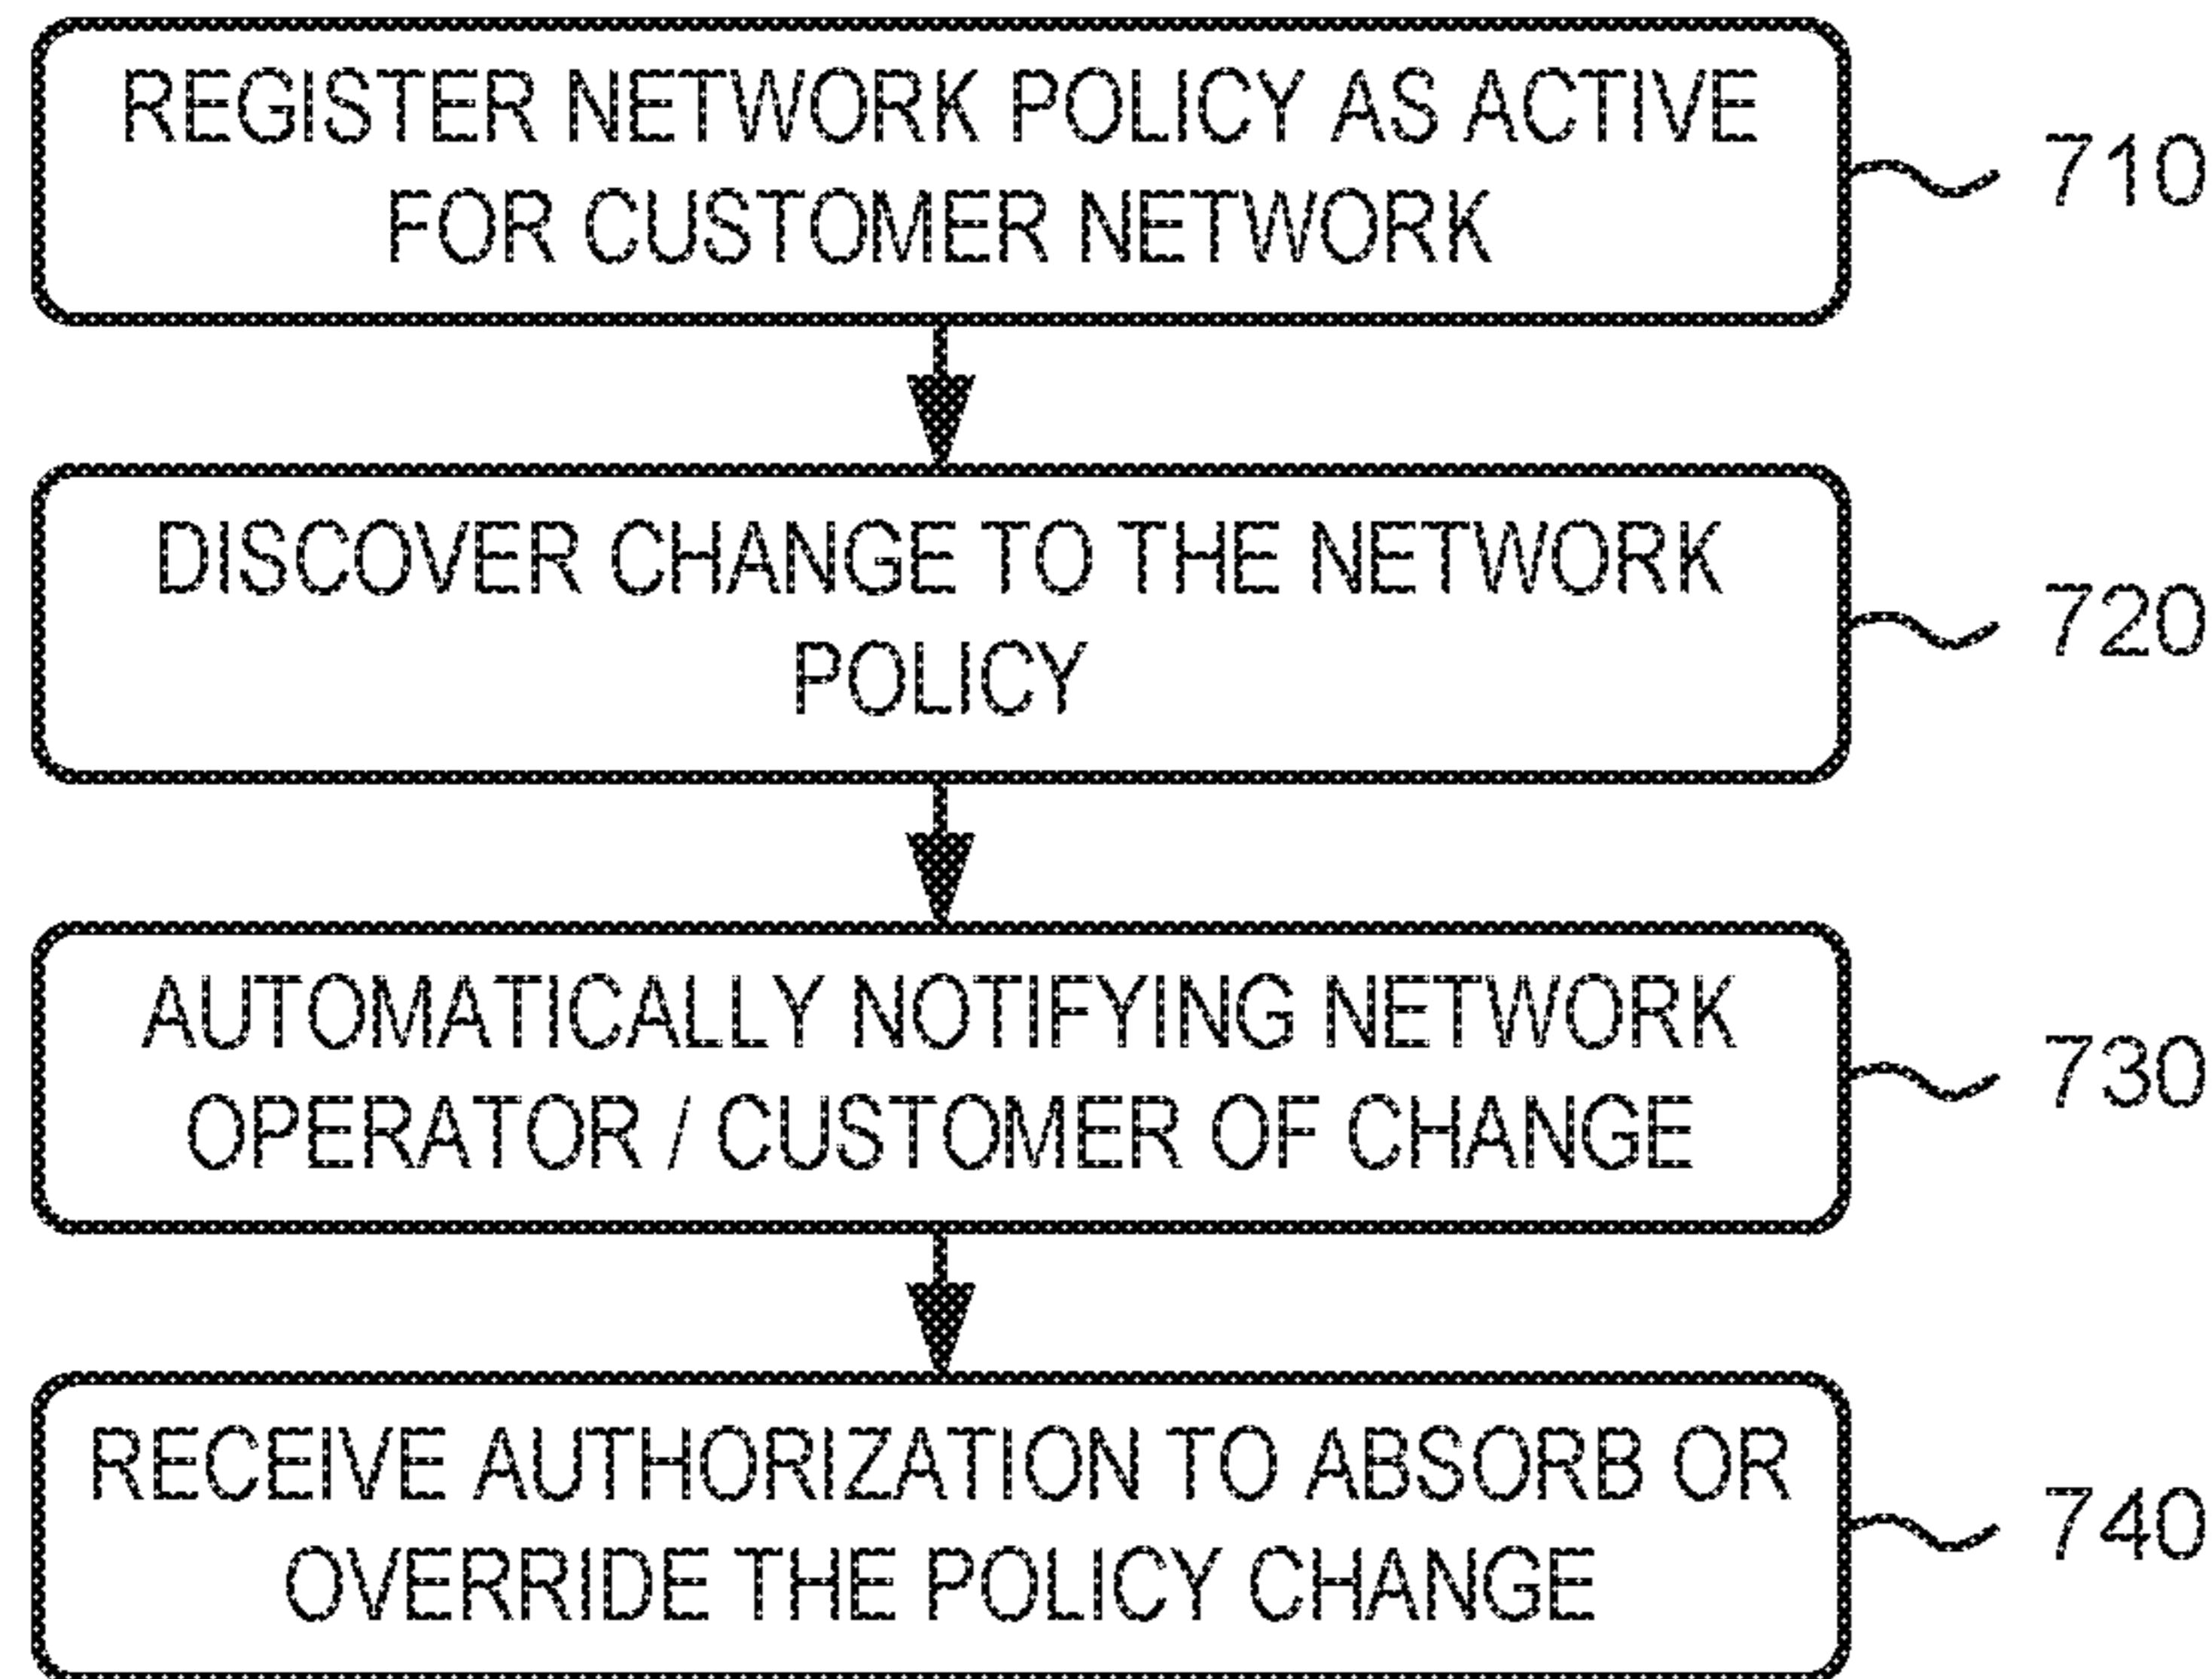 REGISTER NETWORK POLICY AS ACTIVE
FOR CUSTOMER NETWORK
710
DISCOVER CHANGE TO THE NETWORK
POLICY
720
AUTOMATICALLY NOTIFYING NETWORK
OPERATOR / CUSTOMER OF CHANGE
730
RECEIVE AUTHORIZATION TO ABSORB OR
OVERRIDE THE POLICY CHANGE
740